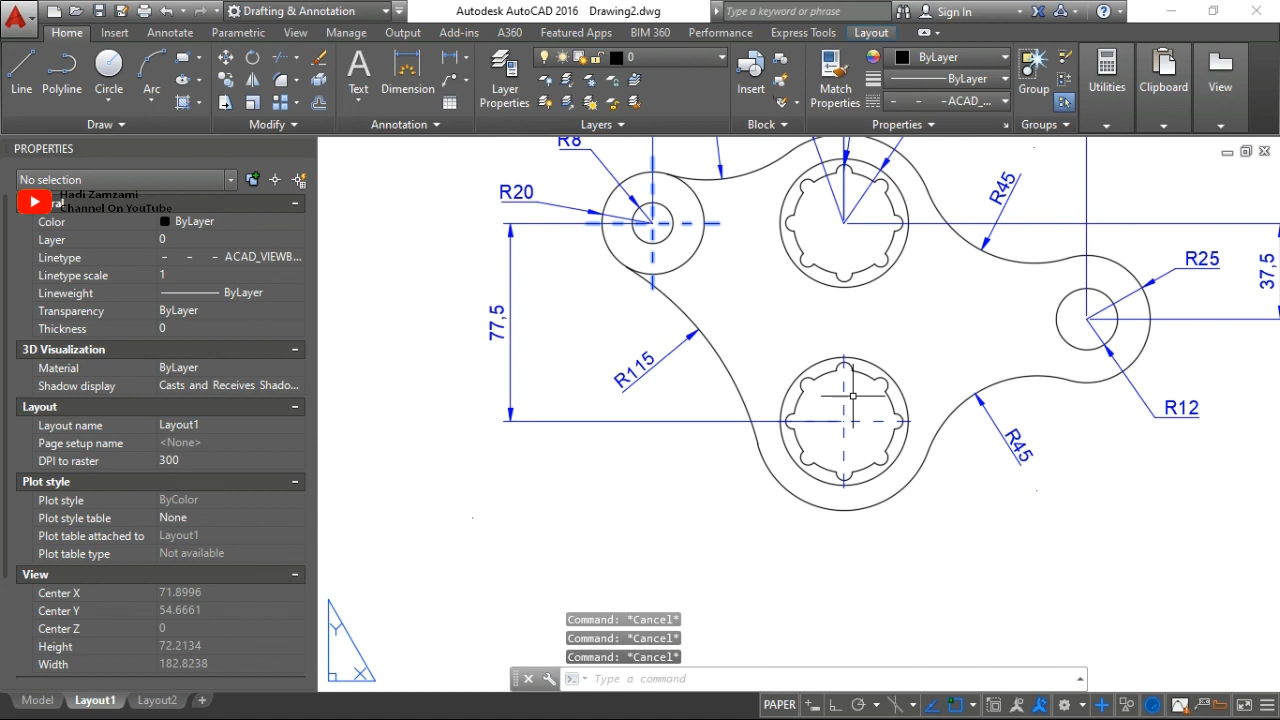 Drafting & Annotation
Autodesk AutoCAD 2016 Drawing2.dwg
Type a keyword or phrase
Sign In
Home Insert Annotate Parametric View Manage Output Add-ins A360 Featured Apps BIM 360 Performance Express Tools Layout
Line Polyline Circle Arc
Text Dimension
Layer Properties
0
Insert
Match Properties
ByLayer
ByLayer
ACAD_...
Group
Utilities
Clipboard
View
Draw Modify Annotation Layers Block Properties Groups
PROPERTIES
No selection
Hadi Zamzami
Channel On YouTube
Color ByLayer
Layer 0
Linetype ACAD_VIEWB...
Linetype scale 1
Lineweight ByLayer
Transparency ByLayer
Thickness 0
3D Visualization
Material ByLayer
Shadow display Casts and Receives Shado...
Layout
Layout name Layout1
Page setup name <None>
DPI to raster 300
Plot style
Plot style ByColor
Plot style table None
Plot table attached to Layout1
Plot table type Not available
View
Center X 71.8996
Center Y 54.6661
Center Z 0
Height 72.2134
Width 182.8238
R8
R20
R45
R25
37,5
77,5
R115
R12
R45
Y
X
Command: *Cancel*
Command: *Cancel*
Command: *Cancel*
Type a command
Model Layout1 Layout2 +
PAPER